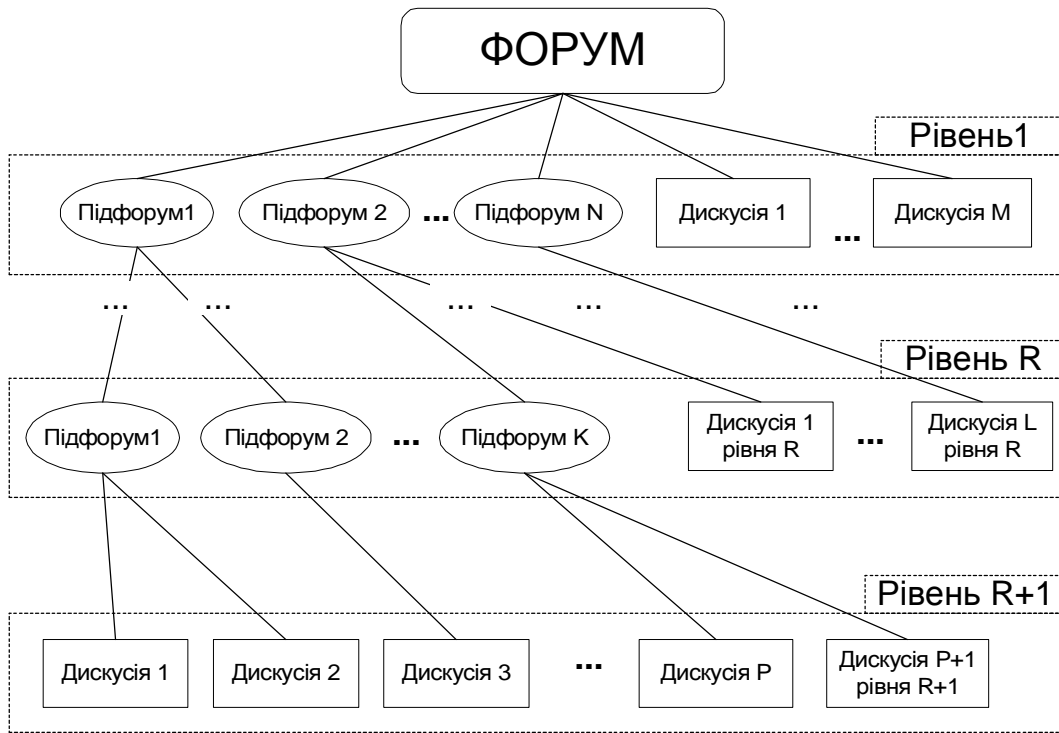 ФОРУМ
Рівень1
Підфорум1
Підфорум 2
...
Підфорум N
Дискусія 1
...
Дискусія M
... ... ... ... ...
Рівень R
Підфорум1
Підфорум 2
...
Підфорум K
Дискусія 1
рівня R
...
Дискусія L
рівня R
Рівень R+1
Дискусія 1
Дискусія 2
Дискусія 3
...
Дискусія P
Дискусія P+1
рівня R+1